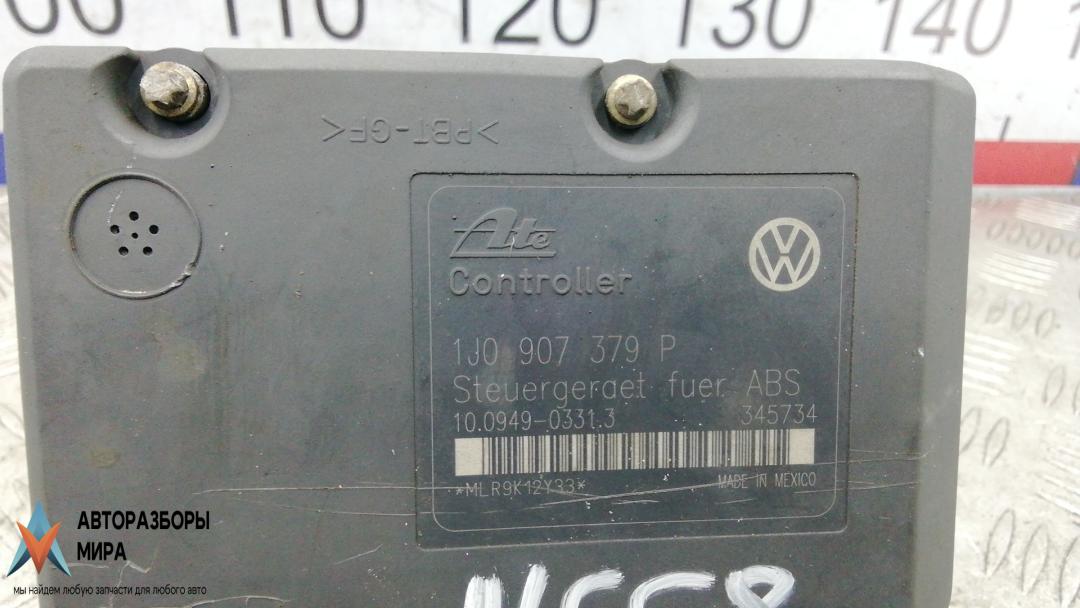 110 120 130 140
>PBT-GF<
Ate
Controller
1J0 907 379 P
Steuergeraet fuer ABS
10.0949-0331.3 345734
*MLR9K12Y33*
MADE IN MEXICO
АВТОРАЗБОРЫ
МИРА
мы найдем любую запчасти для любого авто